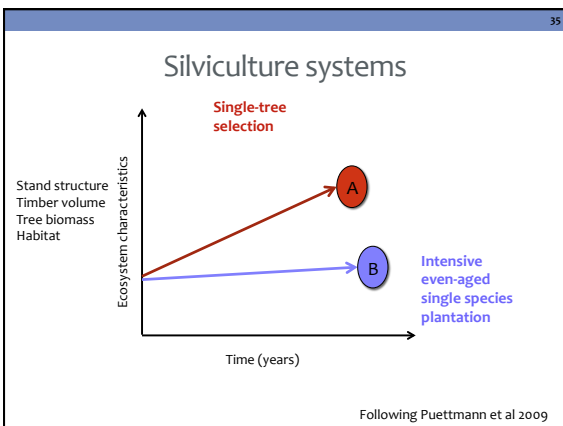 35
Silviculture systems
Single-tree
selection
Stand structure
Timber volume
Tree biomass
Habitat
Ecosystem characteristics
A
B
Intensive
even-aged
single species
plantation
Time (years)
Following Puettmann et al 2009